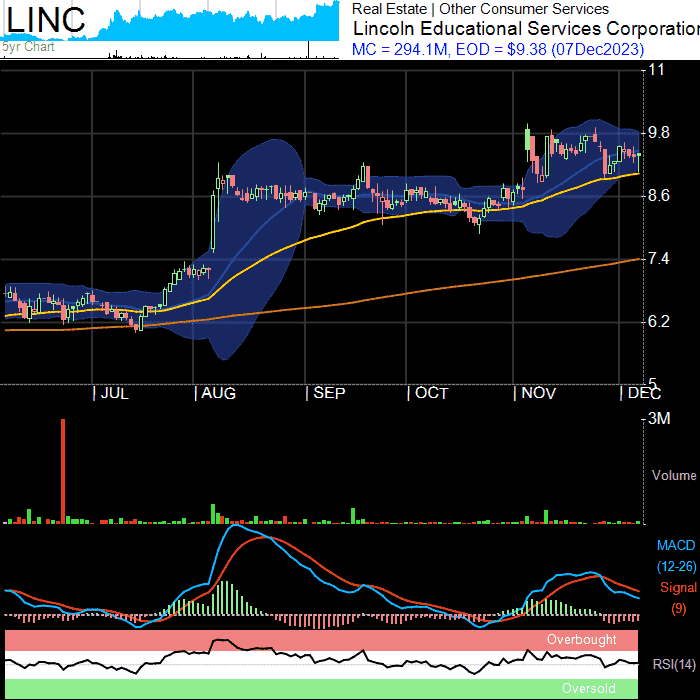 LINC
5yr Chart
Real Estate | Other Consumer Services
Lincoln Educational Services Corporation
MC = 294.1M, EOD = $9.38 (07Dec2023)
11
9.8
8.6
7.4
6.2
5
| JUL | AUG | SEP | OCT | NOV | DEC
3M
Volume
MACD
(12-26)
Signal
(9)
Overbought
RSI(14)
Oversold